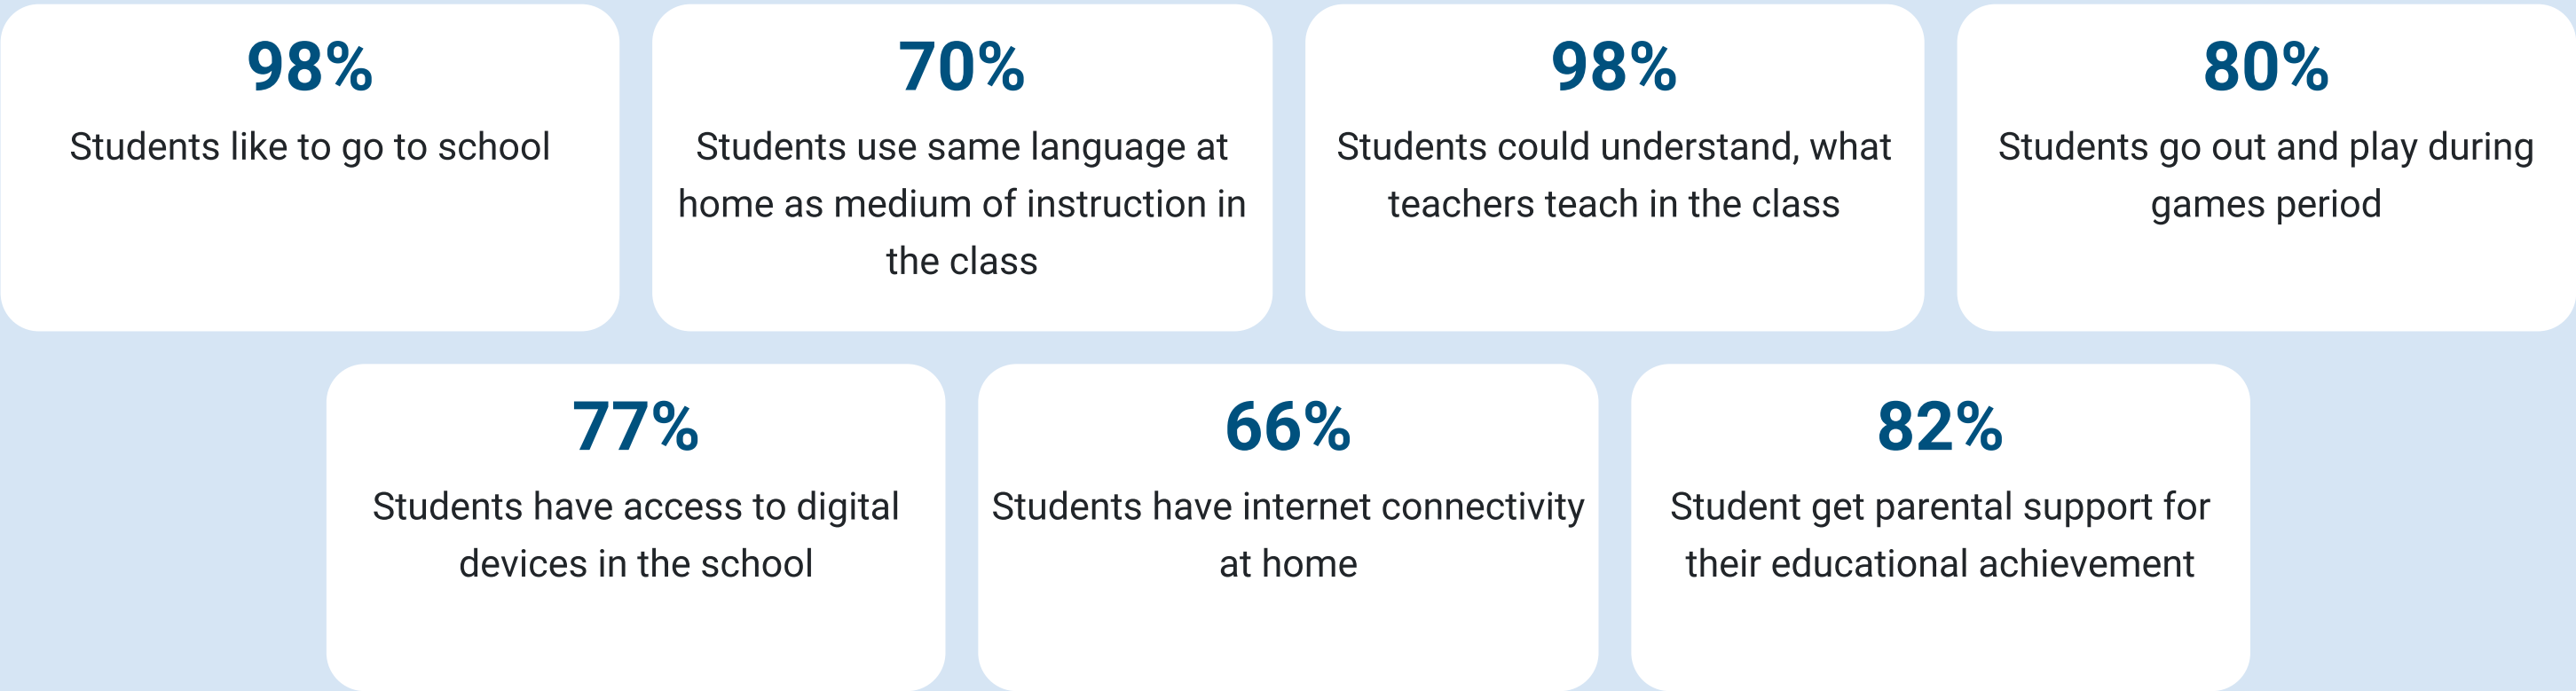 98%
Students like to go to school
70%
Students use same language at
home as medium of instruction in
the class
98%
Students could understand, what
teachers teach in the class
80%
Students go out and play during
games period
77%
Students have access to digital
devices in the school
66%
Students have internet connectivity
at home
82%
Student get parental support for
their educational achievement